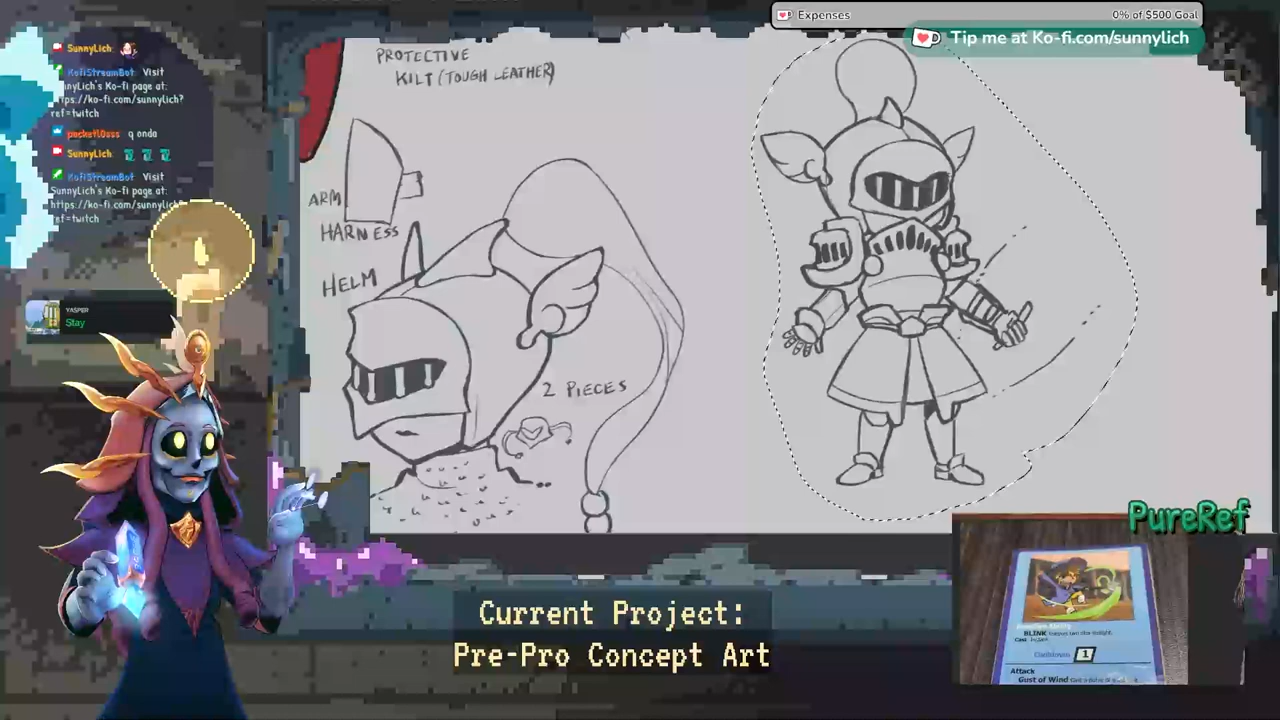 Expenses
0% of $500 Goal
Tip me at Ko-fi.com/sunnylich
SunnyLich:
KofiStreamBot: Visit
SunnyLich's Ko-fi page at:
https://ko-fi.com/sunnylich?
ref=twitch
q onda
SunnyLich:
KofiStreamBot: Visit
SunnyLich's Ko-fi page at:
https://ko-fi.com/sunnylich?
ref=twitch
YASPER
Stay
PROTECTIVE
KILT (TOUGH LEATHER)
ARM
HARNESS
HELM
2 PIECES
PureRef
BLINK
Cooldown 1
Attack
Gust of Wind
Current Project:
Pre-Pro Concept Art